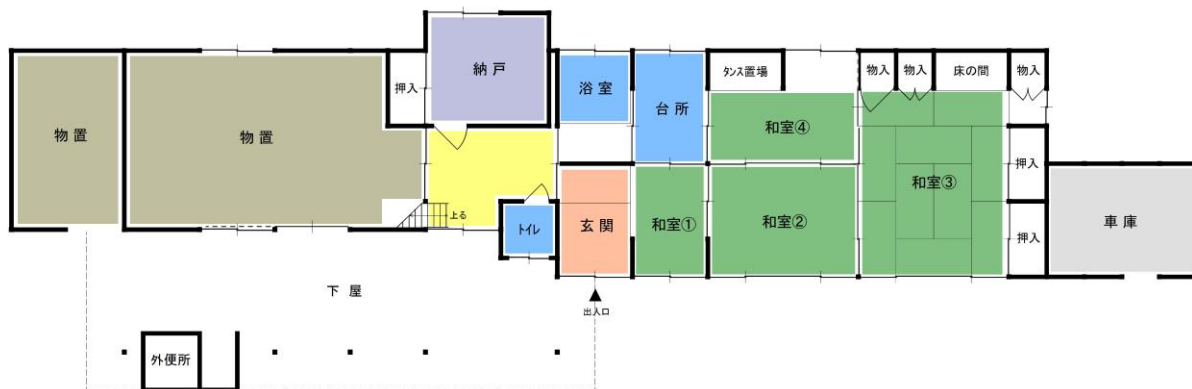 納戸
押入
浴室
台所
タンス置場
物入
物入
床の間
物入
物置
物置
和室④
和室③
押入
上る
トイレ
玄関
和室①
和室②
押入
車庫
下屋
出入口
外便所